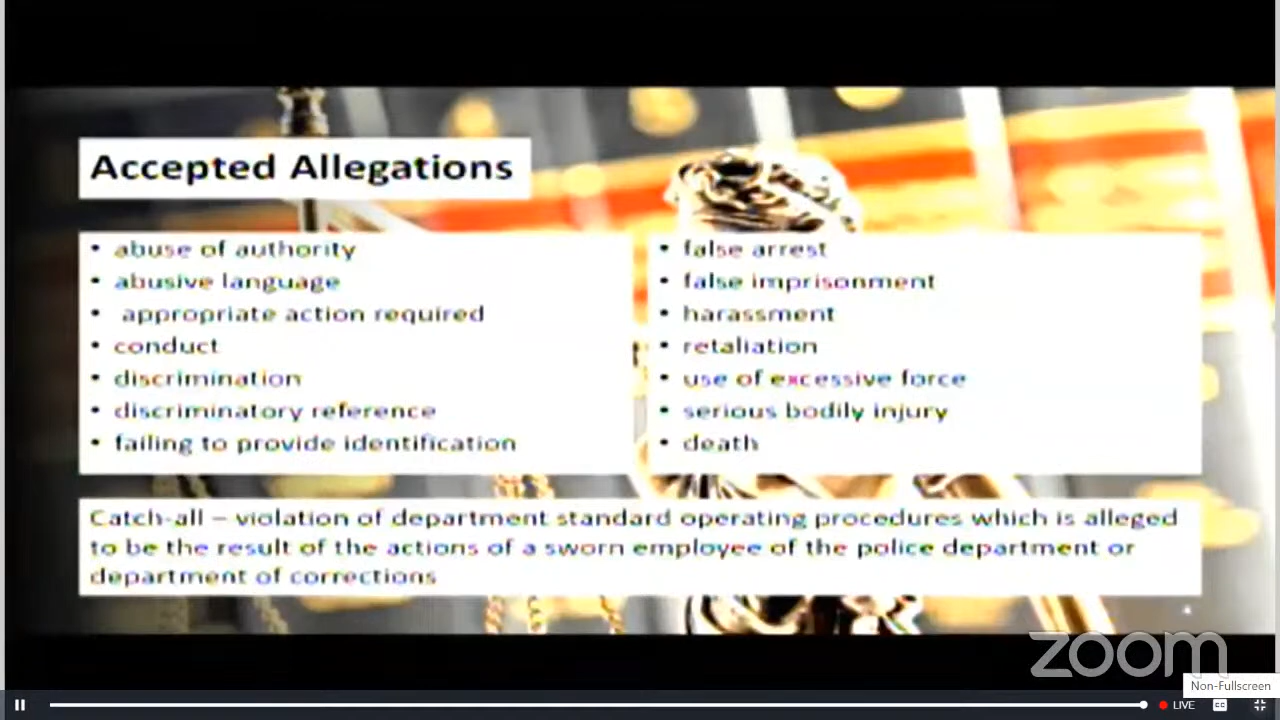 Accepted Allegations
• abuse of authority
• abusive language
• appropriate action required
• conduct
• discrimination
• discriminatory reference
• failing to provide identification
• false arrest
• false imprisonment
• harassment
• retaliation
• use of excessive force
• serious bodily injury
• death
Catch-all – violation of department standard operating procedures which is alleged
to be the result of the actions of a sworn employee of the police department or
department of corrections
zoom
Non-Fullscreen
LIVE
CC